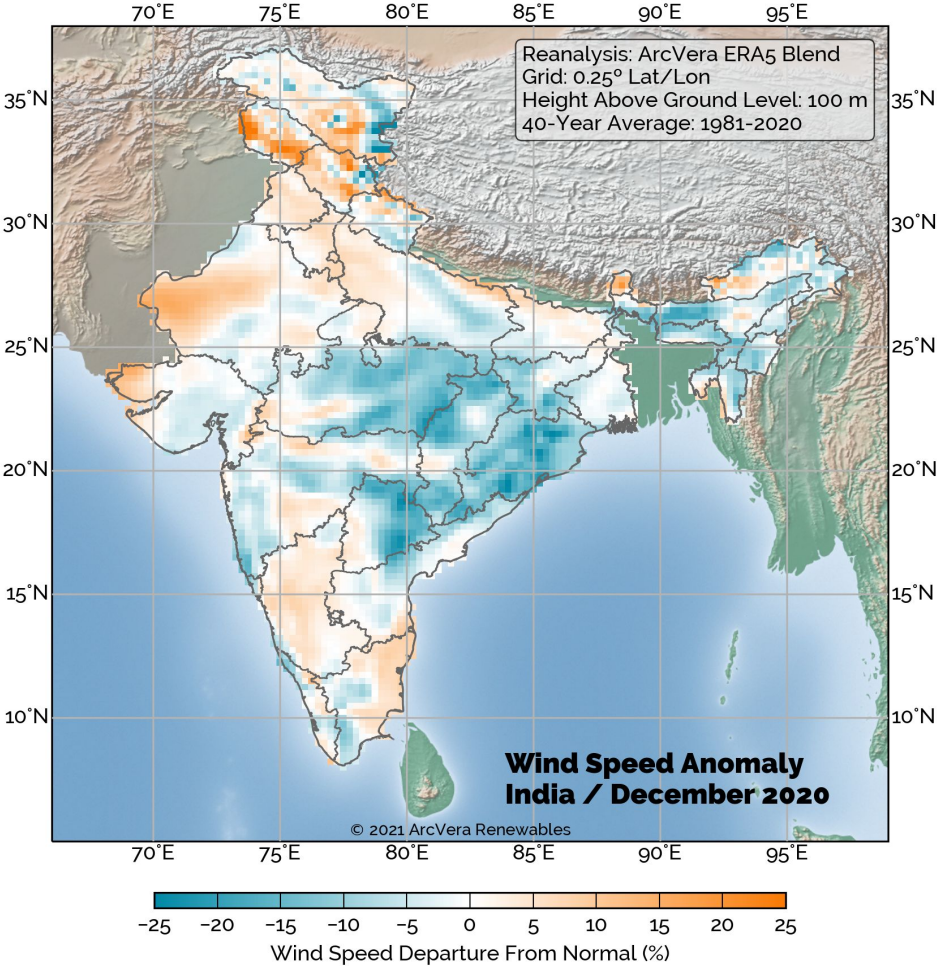 70°E 75°E 80°E 85°E 90°E 95°E
Reanalysis: ArcVera ERA5 Blend
Grid: 0.25º Lat/Lon
Height Above Ground Level: 100 m
40-Year Average: 1981-2020
35°N 35°N
30°N 30°N
25°N 25°N
20°N 20°N
15°N 15°N
10°N 10°N
Wind Speed Anomaly
India / December 2020
© 2021 ArcVera Renewables
70°E 75°E 80°E 85°E 90°E 95°E
−25 −20 −15 −10 −5 0 5 10 15 20 25
Wind Speed Departure From Normal (%)